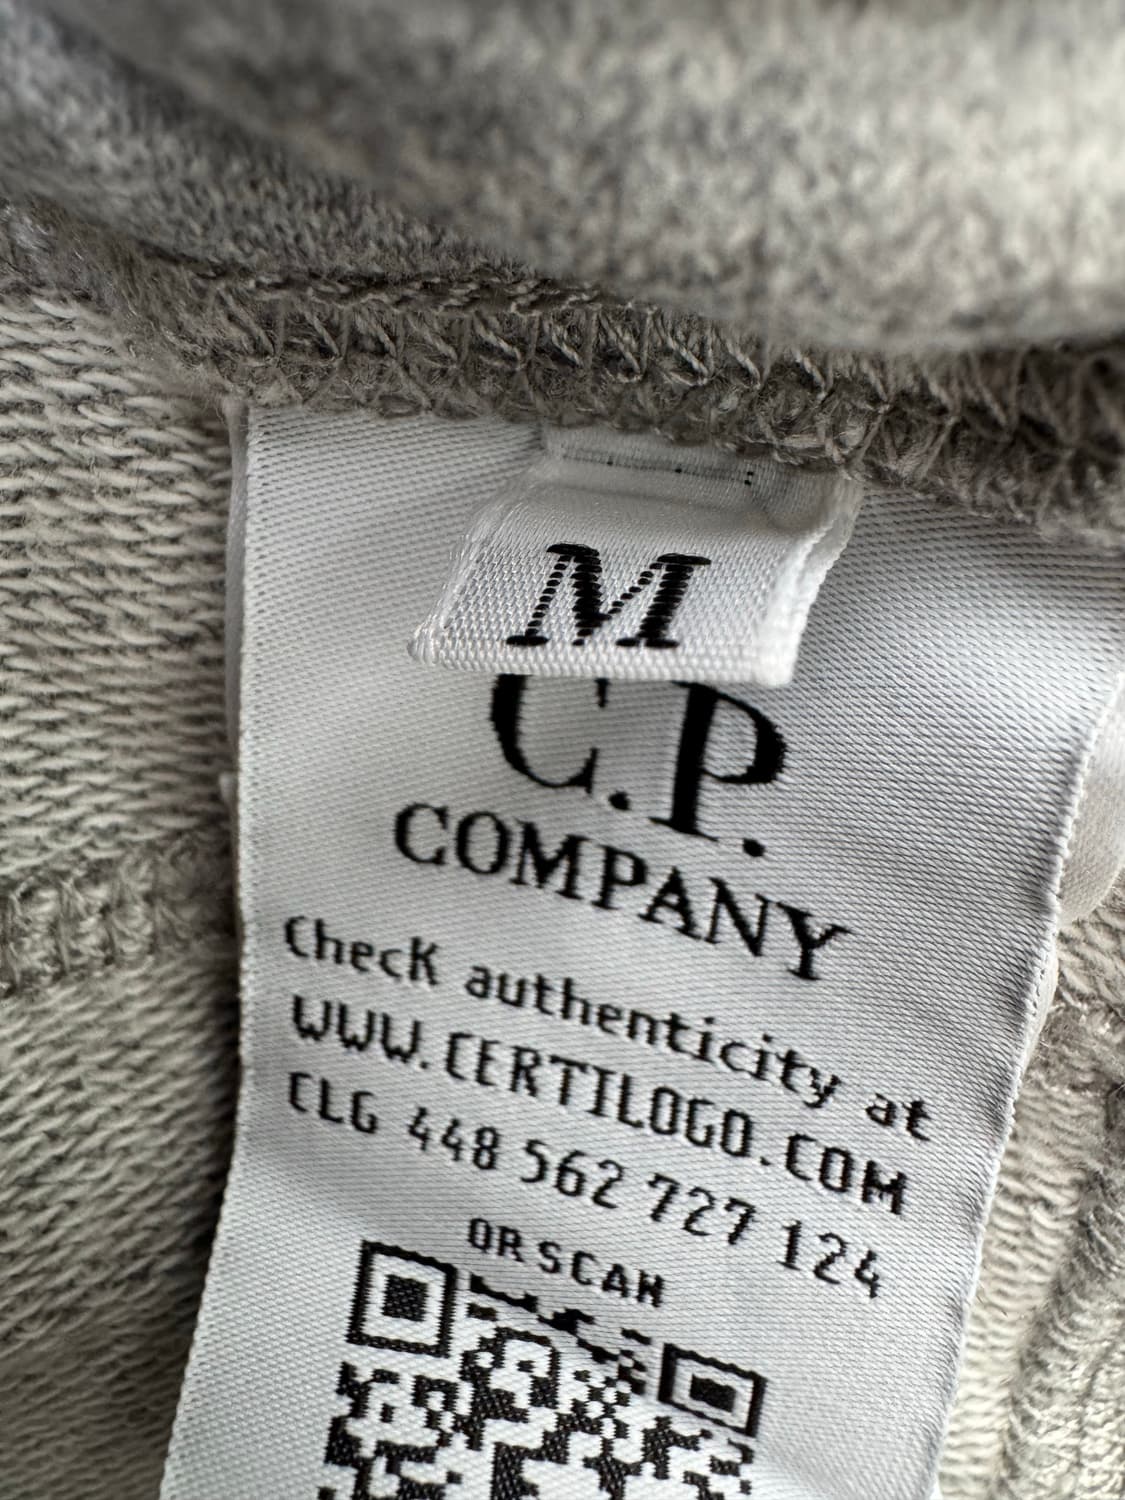 M
C.P.
COMPANY
Check authenticity at
WWW.CERTILOGO.COM
CLG 448 562 727 124
OR SCAN